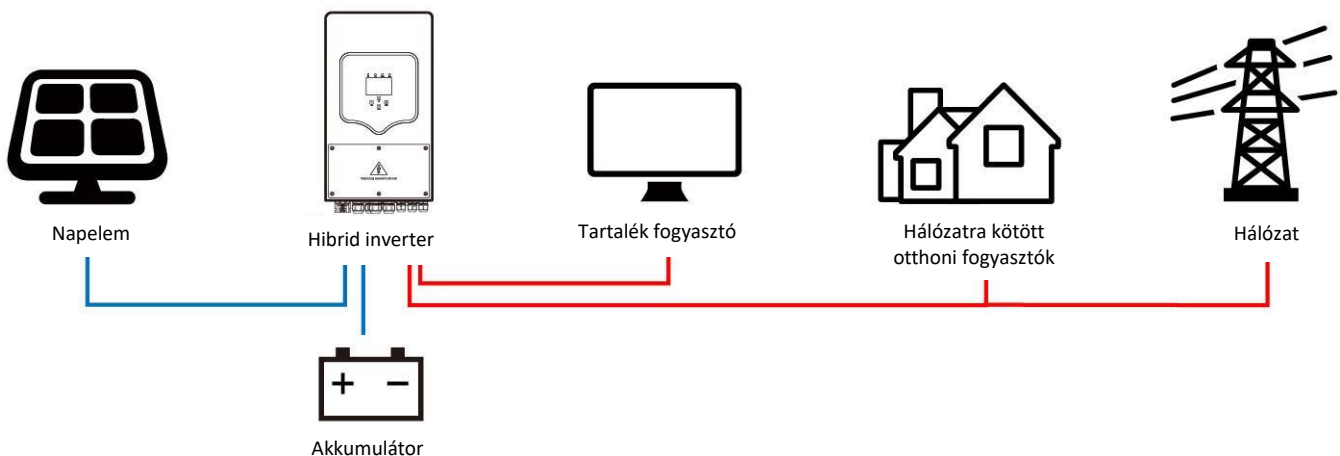 Napelem
Hibrid inverter
Tartalék fogyasztó
Hálózatra kötött
otthoni fogyasztók
Hálózat
+ −
Akkumulátor